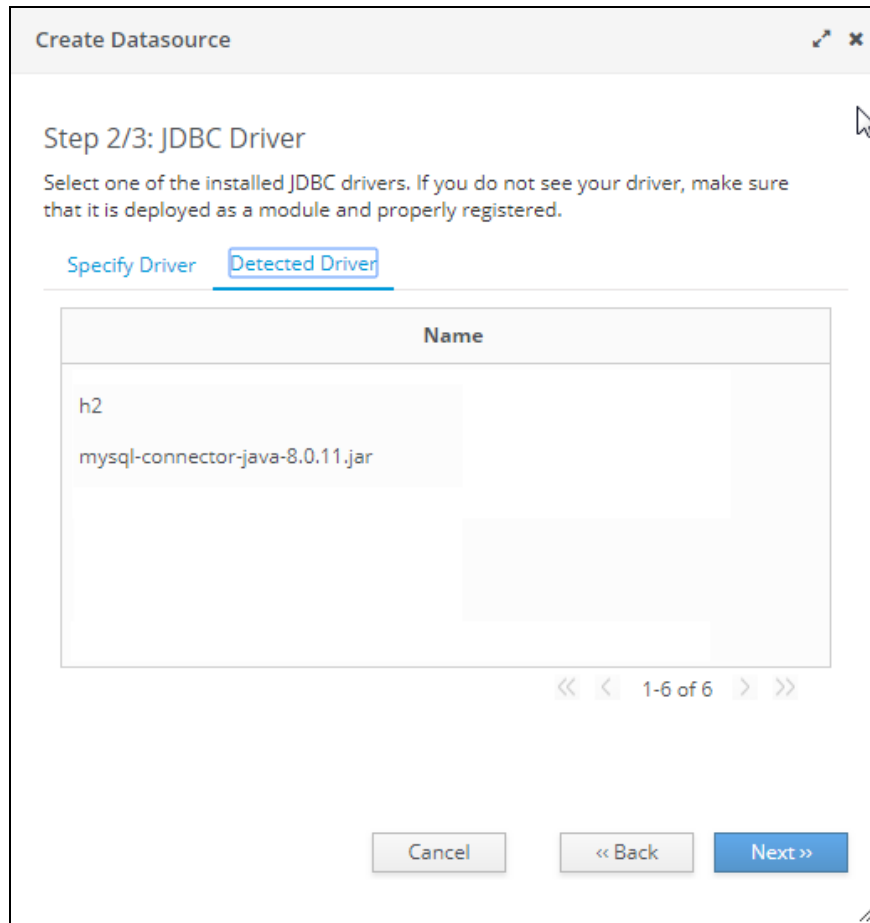 Create Datasource
Step 2/3: JDBC Driver
Select one of the installed JDBC drivers. If you do not see your driver, make sure
that it is deployed as a module and properly registered.
Specify Driver Detected Driver
Name
h2
mysql-connector-java-8.0.11.jar
1-6 of 6
Cancel « Back Next »